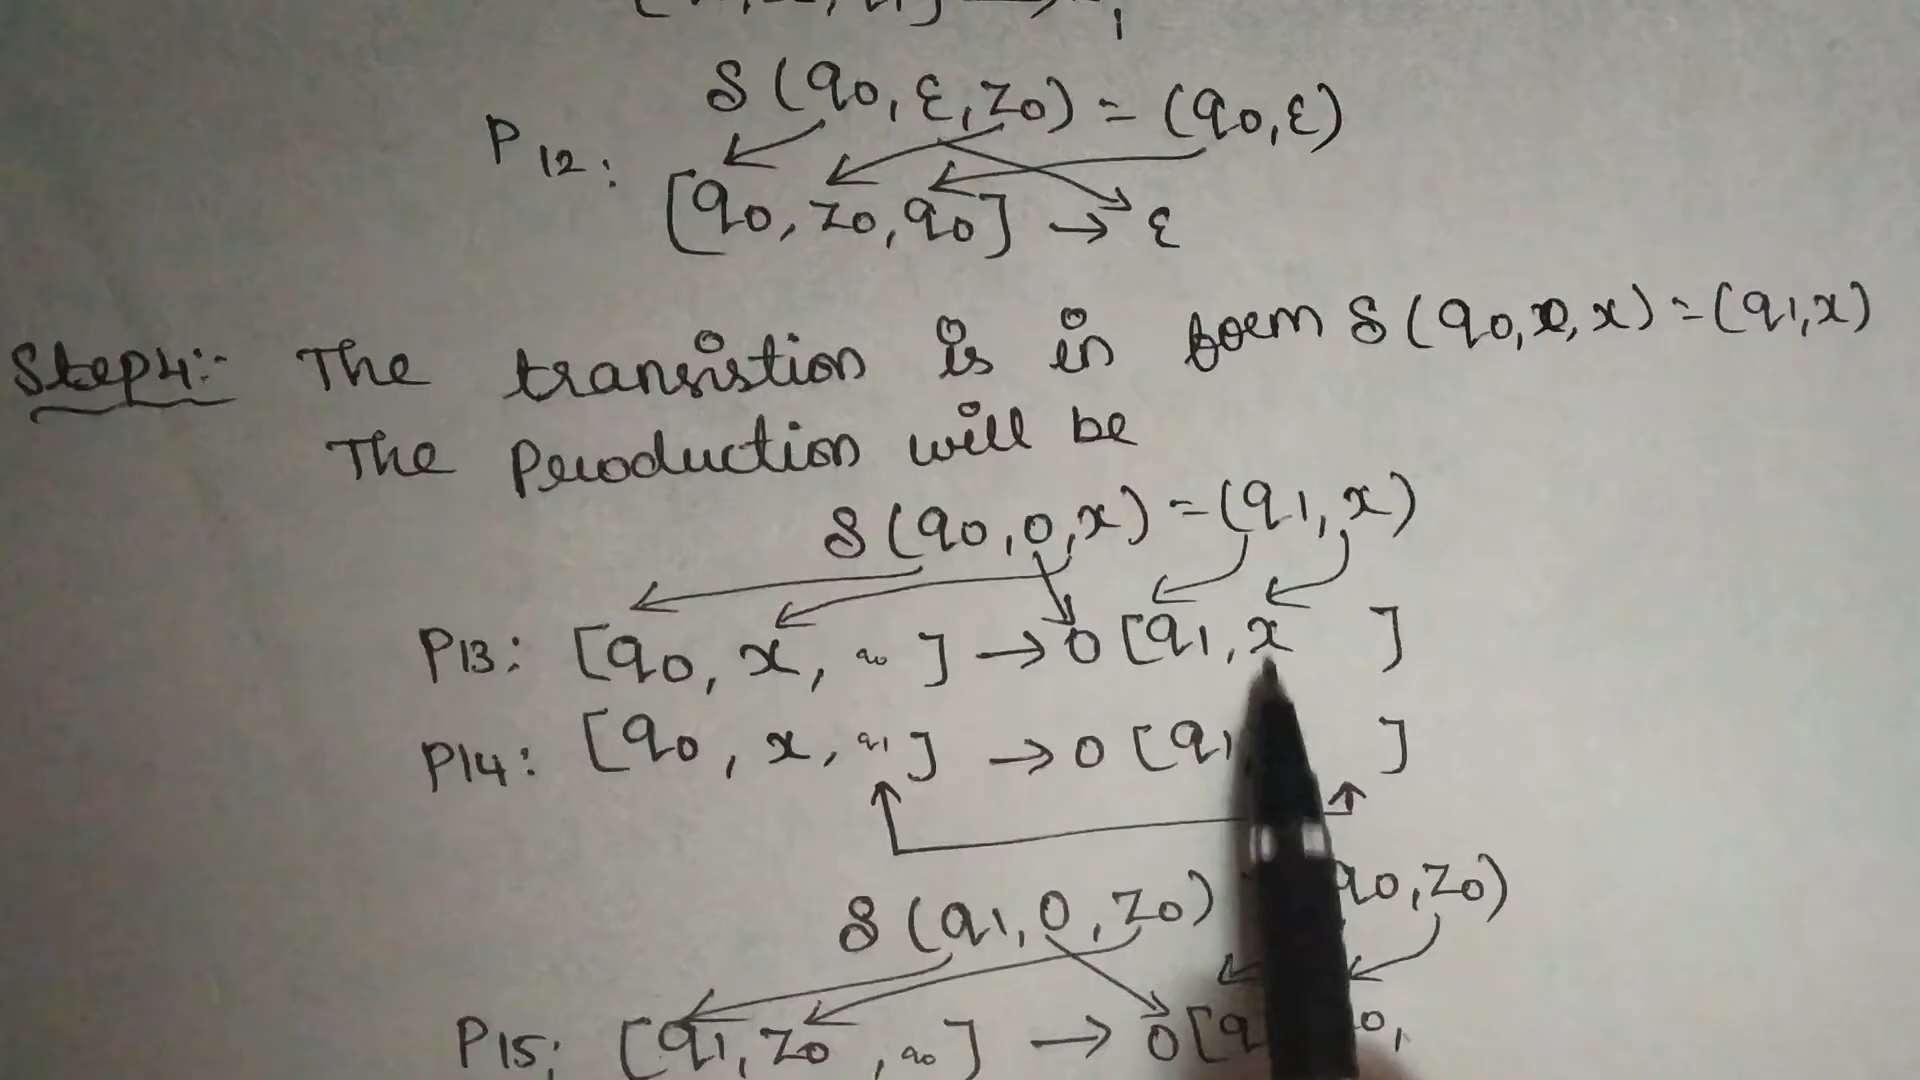 δ(q0, ε, z0) = (q0, ε)
P12: [q0, z0, q0] → ε
Step4:- The transistion is in form δ(q0, 0, x) = (q1, x)
The Production will be
δ(q0, 0, x) = (q1, x)
P13: [q0, x, q0] → 0 [q1, x ]
P14: [q0, x, q1] → 0 [q1 ]
δ(q1, 0, z0) q0, z0)
P15: [q1, z0, q0] → 0 [q 0,